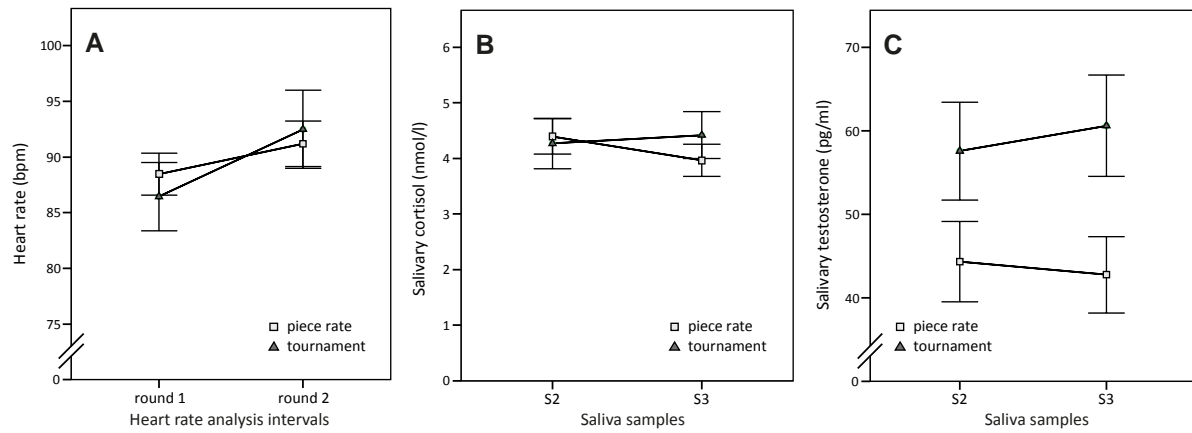 A
Heart rate (bpm)
100
95
90
85
80
75
0
piece rate
tournament
round 1
round 2
Heart rate analysis intervals
B
Salivary cortisol (nmol/l)
6
5
4
3
2
1
0
piece rate
tournament
S2
S3
Saliva samples
C
Salivary testosterone (pg/ml)
70
60
50
40
0
piece rate
tournament
S2
S3
Saliva samples